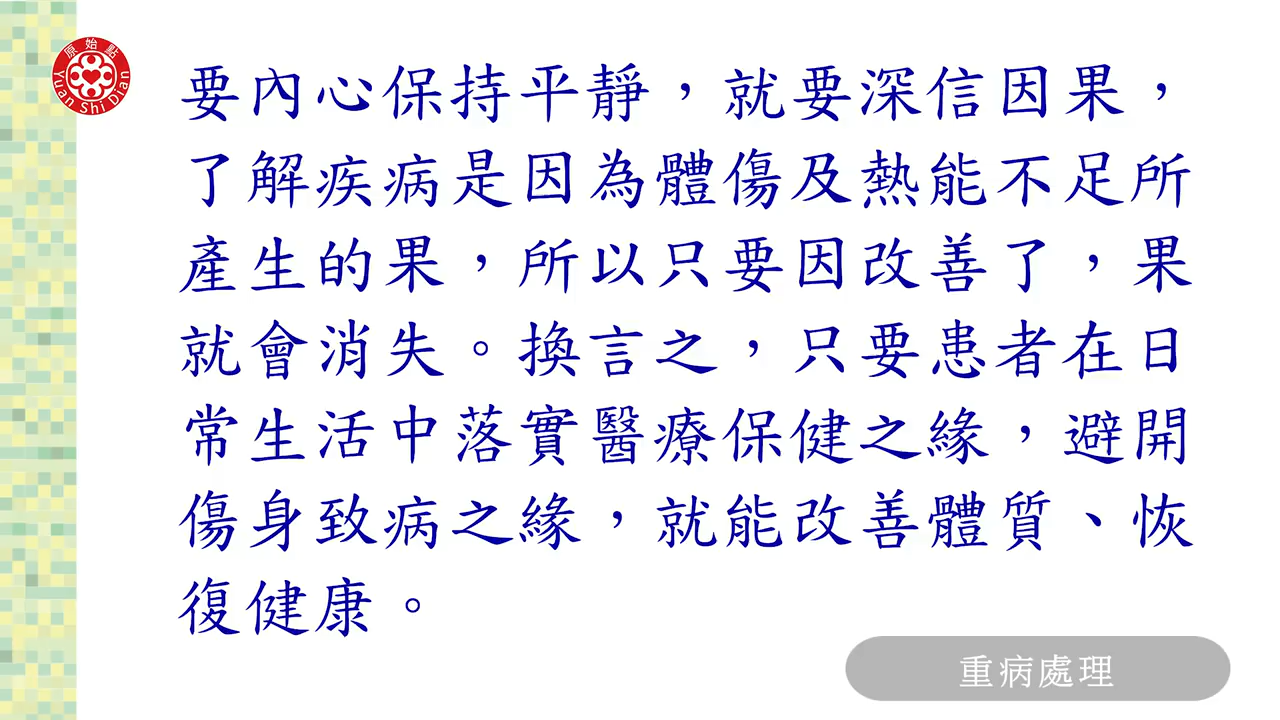 原始點
Yuan Shi Dian
要內心保持平靜，就要深信因果，
了解疾病是因為體傷及熱能不足所
產生的果，所以只要因改善了，果
就會消失。換言之，只要患者在日
常生活中落實醫療保健之緣，避開
傷身致病之緣，就能改善體質、恢
復健康。
重病處理